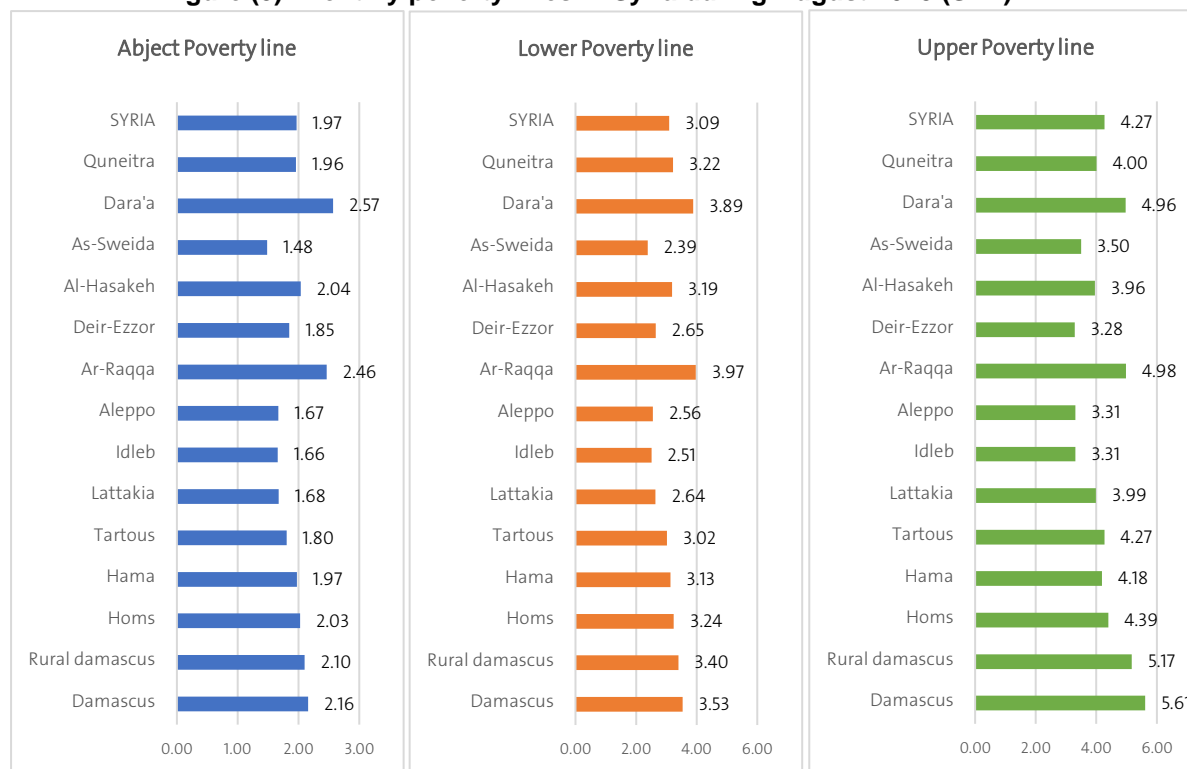 poverty in Syria during August
Abject Poverty line
SYRIA 1.97
Quneitra 1.96
Dara'a 2.57
As-Sweida 1.48
Al-Hasakeh 2.04
Deir-Ezzor 1.85
Ar-Raqqa 2.46
Aleppo 1.67
Idleb 1.66
Lattakia 1.68
Tartous 1.80
Hama 1.97
Homs 2.03
Rural damascus 2.10
Damascus 2.16
0.00 1.00 2.00 3.00
Lower Poverty line
SYRIA 3.09
Quneitra 3.22
Dara'a 3.89
As-Sweida 2.39
Al-Hasakeh 3.19
Deir-Ezzor 2.65
Ar-Raqqa 3.97
Aleppo 2.56
Idleb 2.51
Lattakia 2.64
Tartous 3.02
Hama 3.13
Homs 3.24
Rural damascus 3.40
Damascus 3.53
0.00 2.00 4.00 6.00
Upper Poverty line
SYRIA 4.27
Quneitra 4.00
Dara'a 4.96
As-Sweida 3.50
Al-Hasakeh 3.96
Deir-Ezzor 3.28
Ar-Raqqa 4.98
Aleppo 3.31
Idleb 3.31
Lattakia 3.99
Tartous 4.27
Hama 4.18
Homs 4.39
Rural damascus 5.17
Damascus 5.61
0.00 2.00 4.00 6.00